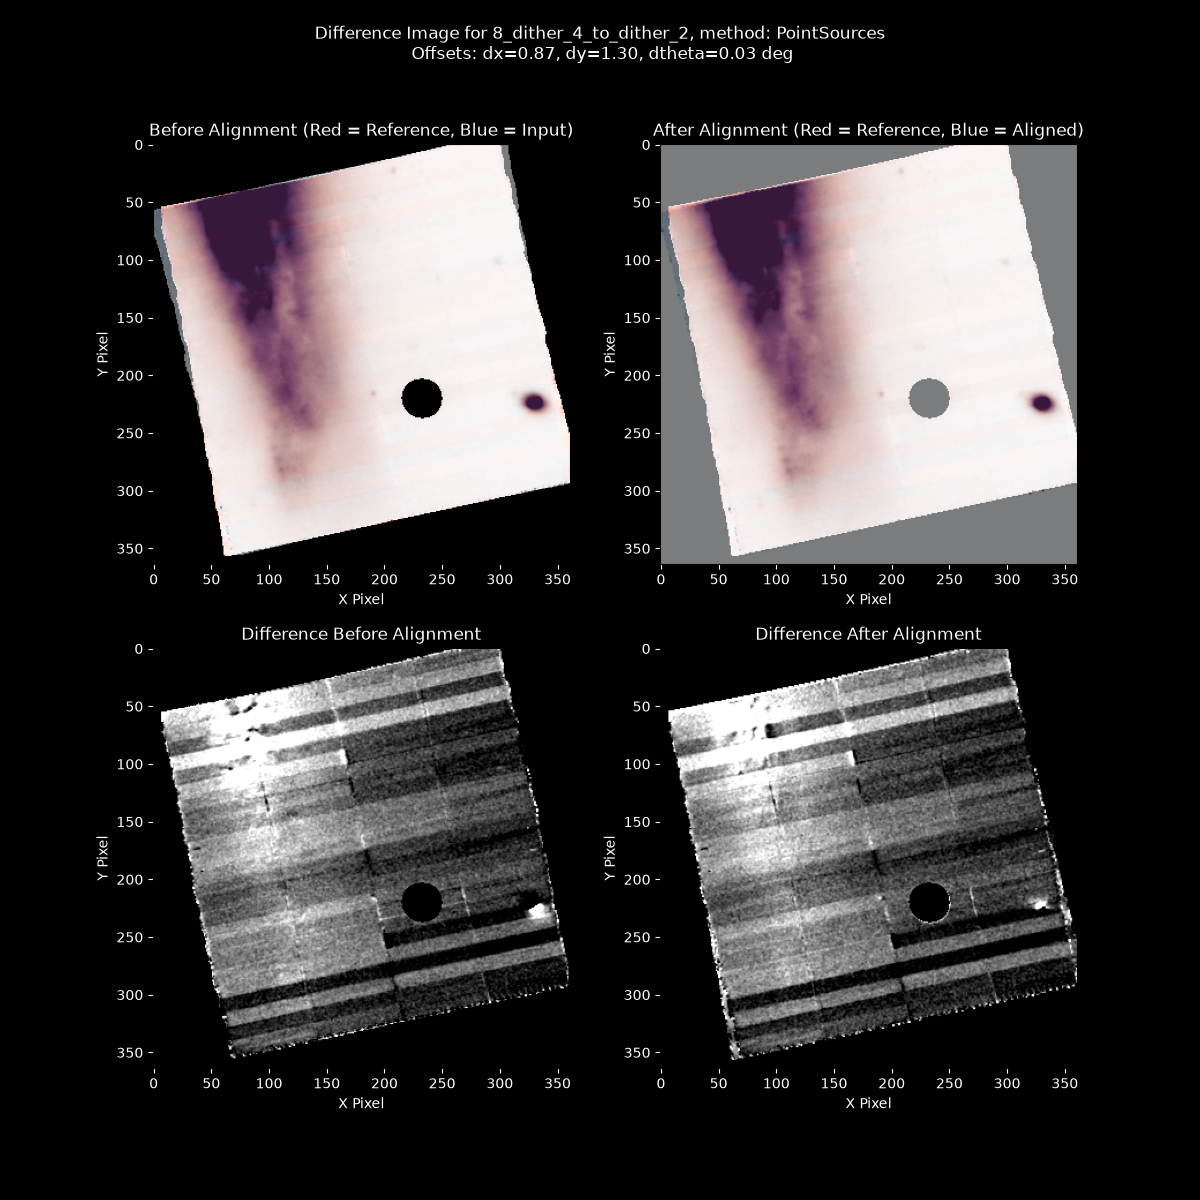 Difference Image for 8_dither_4_to_dither_2, method: PointSources
Offsets: dx=0.87, dy=1.30, dtheta=0.03 deg
Before Alignment (Red = Reference, Blue = Input)
After Alignment (Red = Reference, Blue = Aligned)
0
50
100
150
200
250
300
350
Y Pixel
0 50 100 150 200 250 300 350
X Pixel
0
50
100
150
200
250
300
350
Y Pixel
0 50 100 150 200 250 300 350
X Pixel
Difference Before Alignment
Difference After Alignment
0
50
100
150
200
250
300
350
Y Pixel
0 50 100 150 200 250 300 350
X Pixel
0
50
100
150
200
250
300
350
Y Pixel
0 50 100 150 200 250 300 350
X Pixel